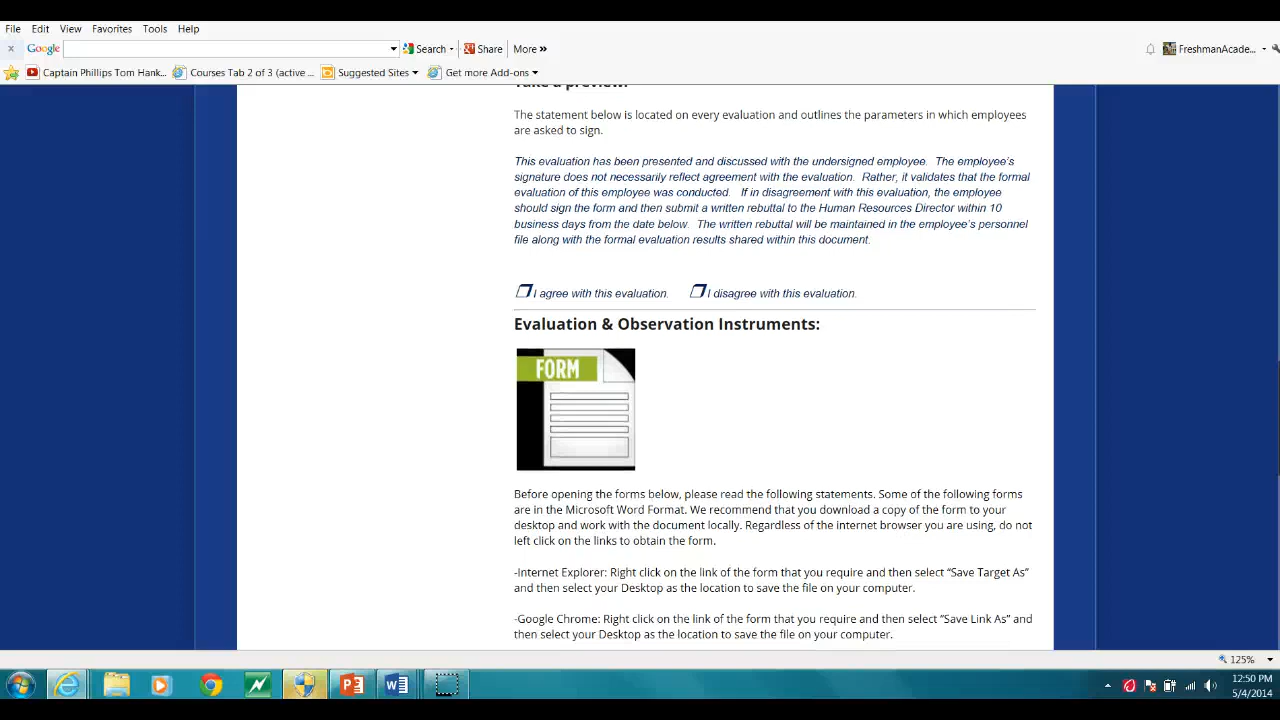 File Edit View Favorites Tools Help
Google Search Share More »
FreshmanAcade...
Captain Phillips Tom Hank... Courses Tab 2 of 3 (active ... Suggested Sites Get more Add-ons
Take a preview!
The statement below is located on every evaluation and outlines the parameters in which employees
are asked to sign.
This evaluation has been presented and discussed with the undersigned employee. The employee's
signature does not necessarily reflect agreement with the evaluation. Rather, it validates that the formal
evaluation of this employee was conducted. If in disagreement with this evaluation, the employee
should sign the form and then submit a written rebuttal to the Human Resources Director within 10
business days from the date below. The written rebuttal will be maintained in the employee's personnel
file along with the formal evaluation results shared within this document.
I agree with this evaluation. I disagree with this evaluation.
Evaluation & Observation Instruments:
FORM
Before opening the forms below, please read the following statements. Some of the following forms
are in the Microsoft Word Format. We recommend that you download a copy of the form to your
desktop and work with the document locally. Regardless of the internet browser you are using, do not
left click on the links to obtain the form.
-Internet Explorer: Right click on the link of the form that you require and then select “Save Target As”
and then select your Desktop as the location to save the file on your computer.
-Google Chrome: Right click on the link of the form that you require and then select “Save Link As” and
then select your Desktop as the location to save the file on your computer.
125%
12:50 PM
5/4/2014